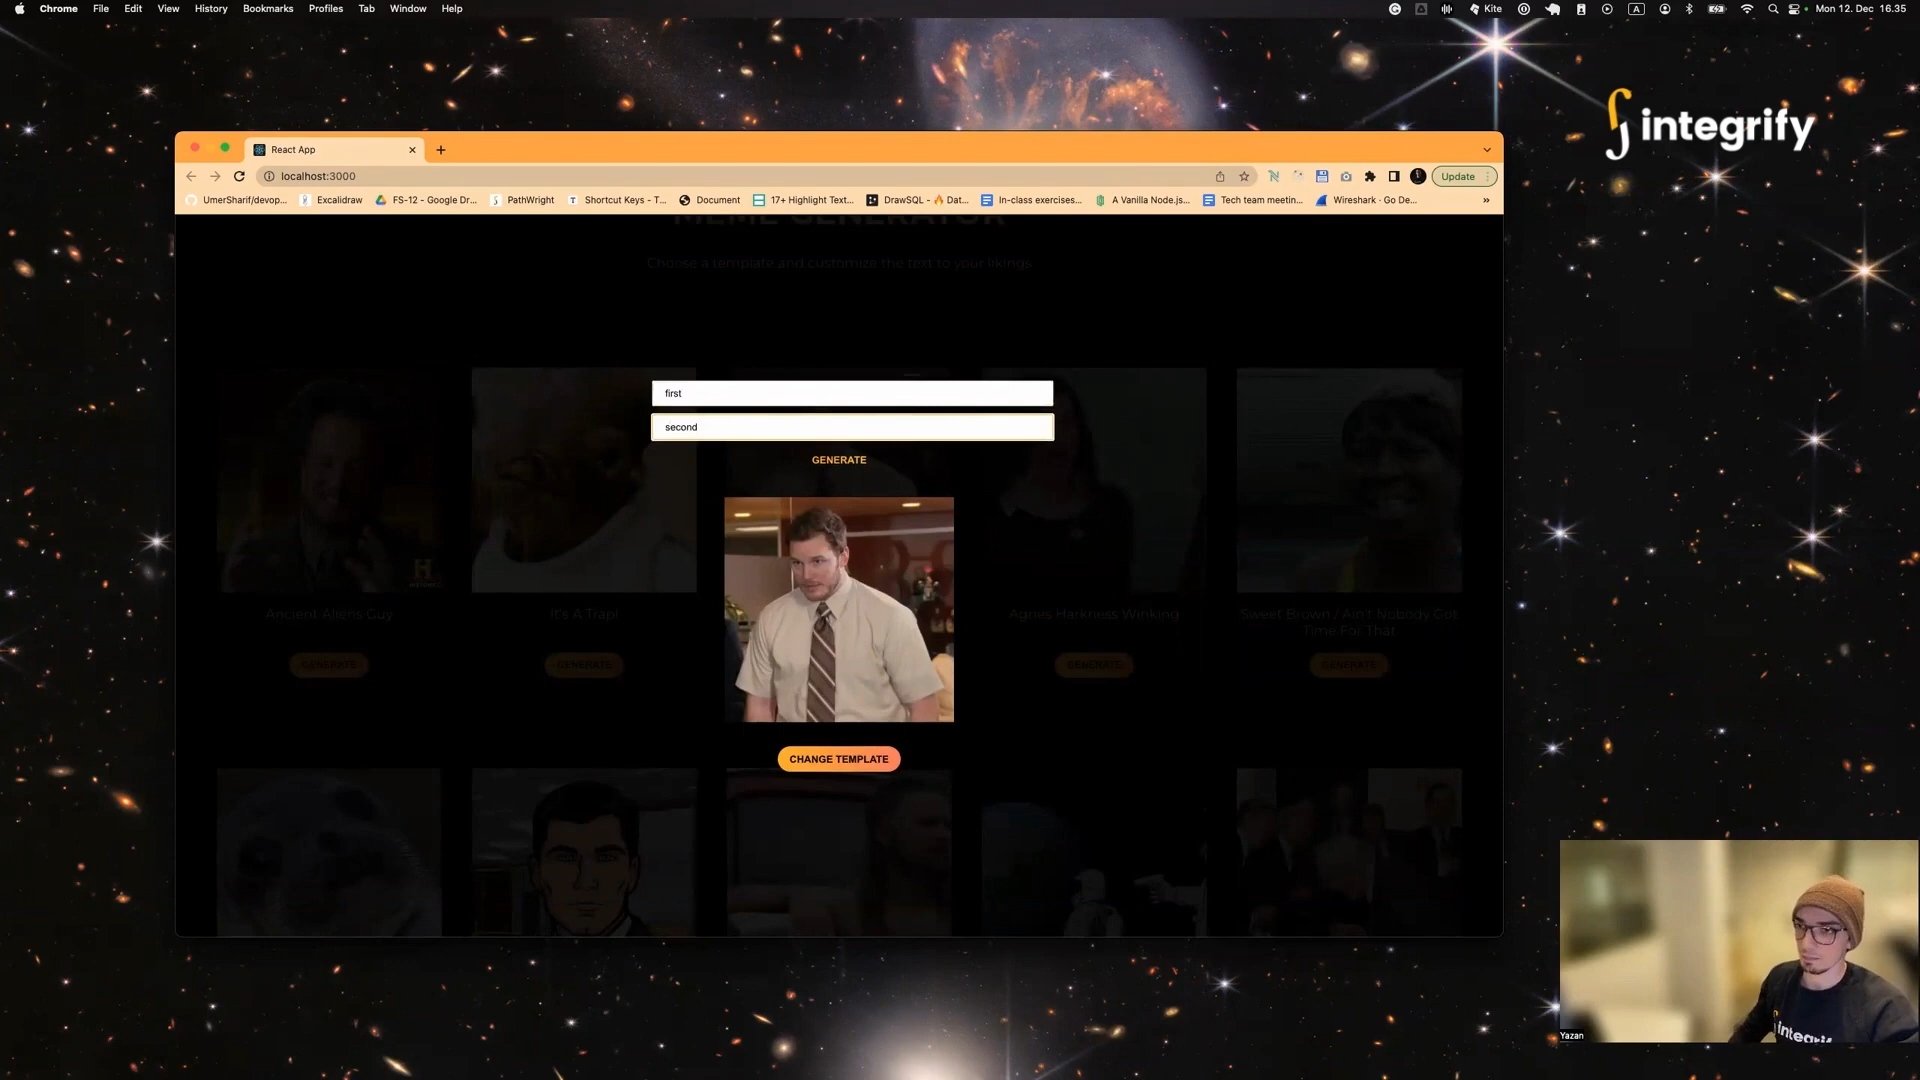 Chrome File Edit View History Bookmarks Profiles Tab Window Help Kite A Mon 12. Dec 16.35
integrify
React App
localhost:3000 Update
UmerSharif/devop... Excalidraw FS-12 - Google Dr... PathWright Shortcut Keys - T... Document 17+ Highlight Text... DrawSQL - 🔥 Dat... In-class exercises... A Vanilla Node.js... Tech team meetin... Wireshark · Go De... »
MEME GENERATOR
Choose a template and customize the text to your likings
first
second
GENERATE
H
HISTORY
Ancient Aliens Guy It's A Trap! Agnes Harkness Winking Sweet Brown / Ain't Nobody Got
Time For That
GENERATE GENERATE GENERATE GENERATE
CHANGE TEMPLATE
integrify
Yazan